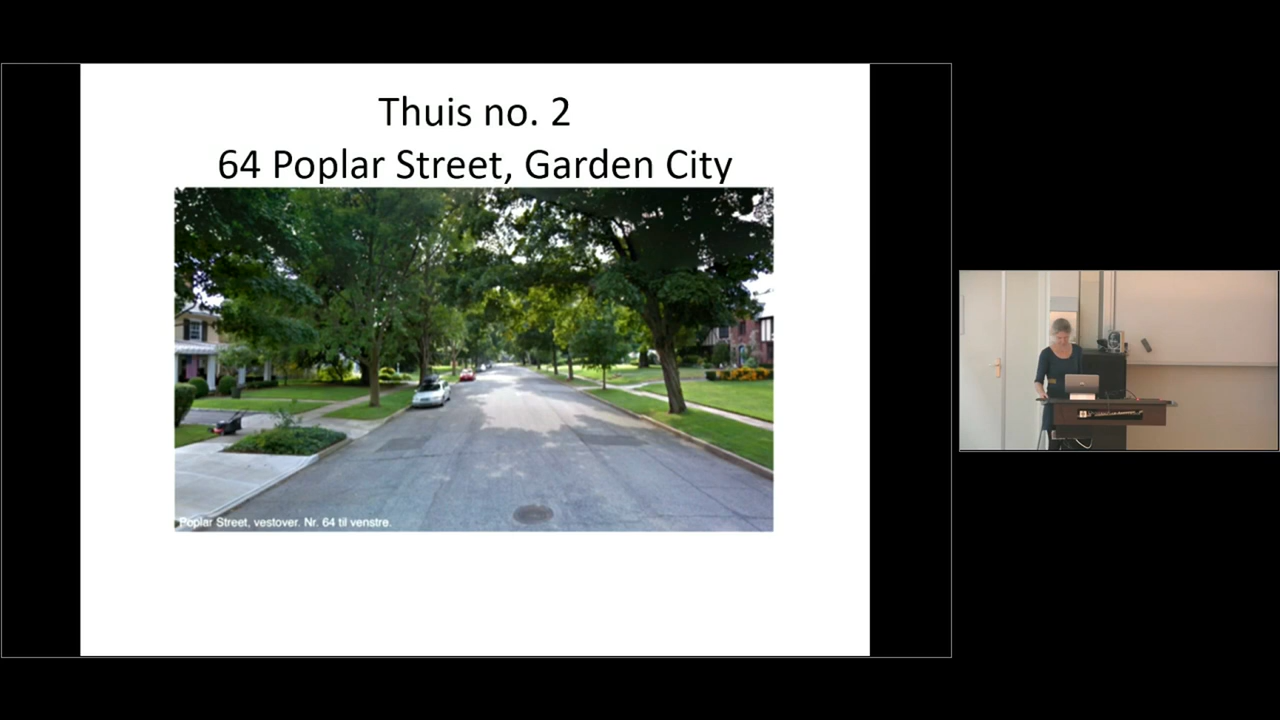 Thuis no. 2
64 Poplar Street, Garden City
Poplar Street, vestover. Nr. 64 til venstre.